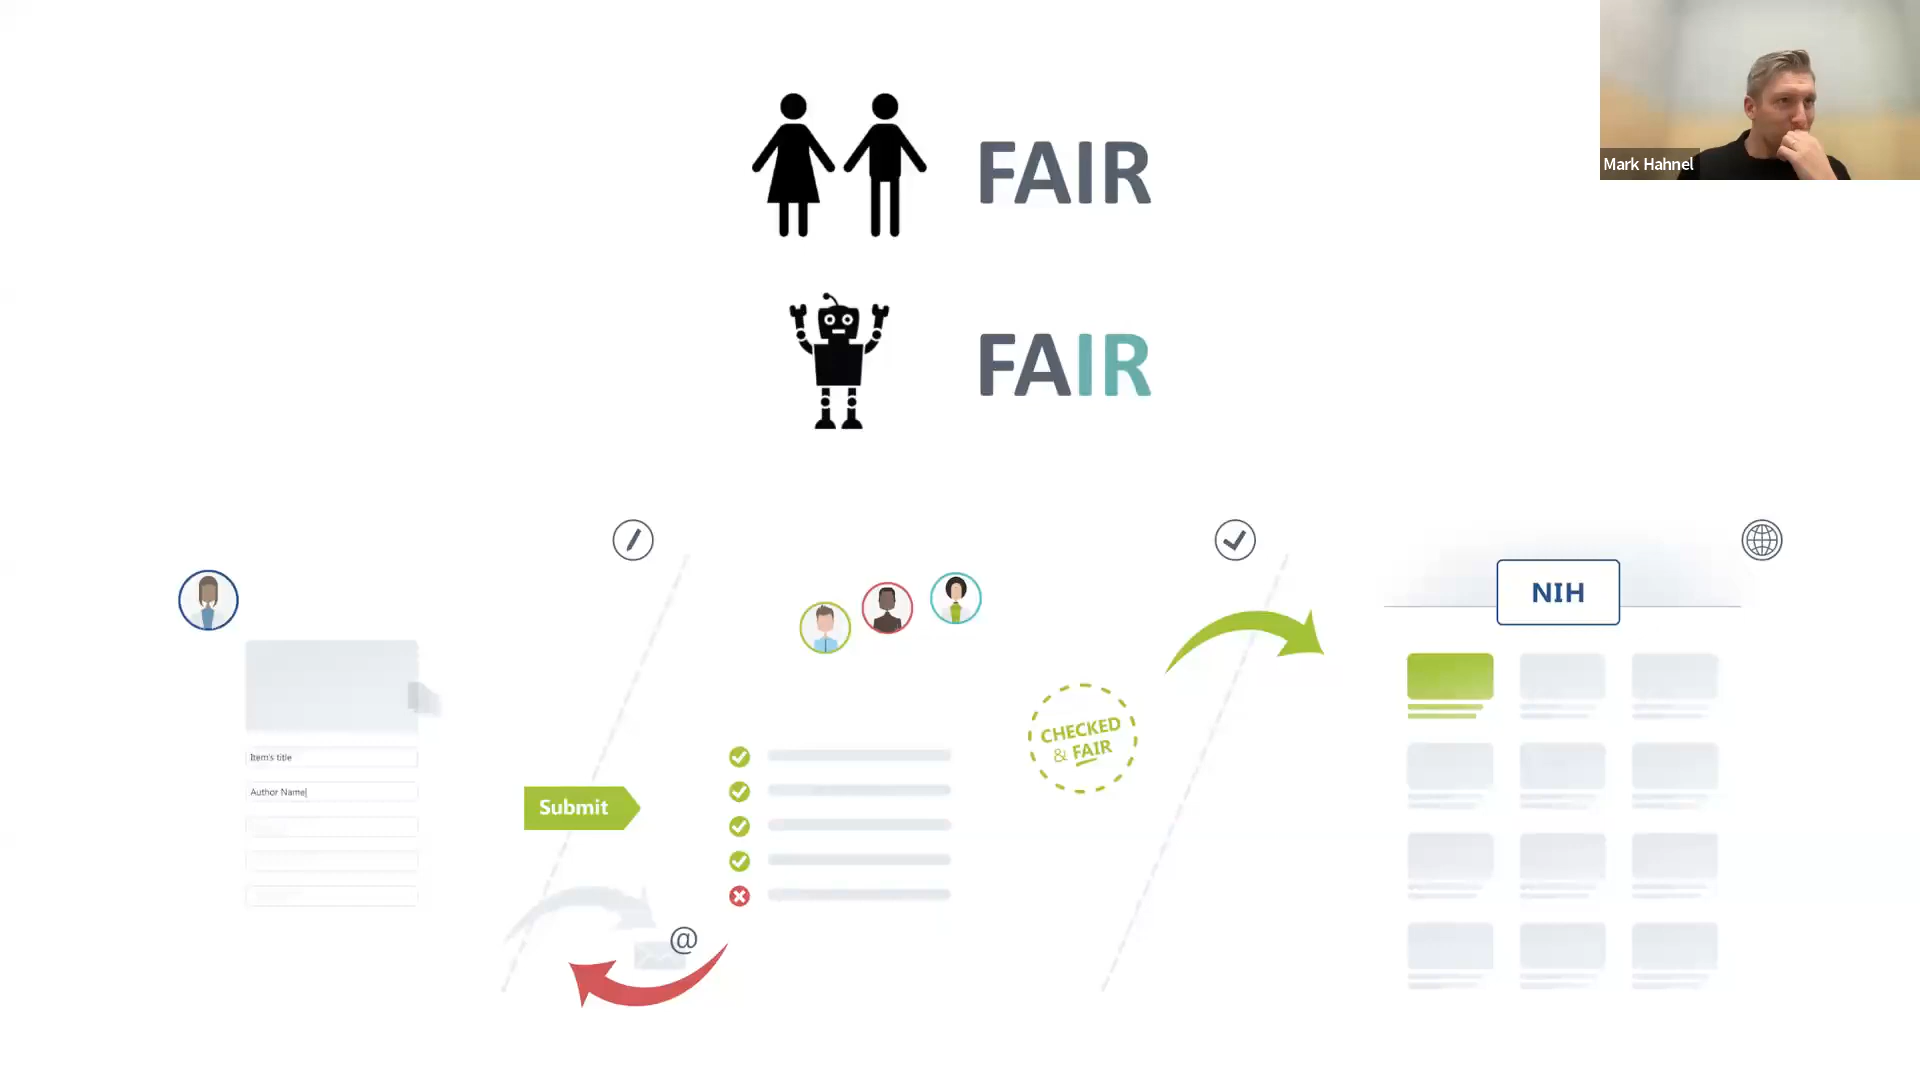 FAIR
Mark Hahnel
FAIR
NIH
Item's title
Author Name
Submit
CHECKED
& FAIR
@